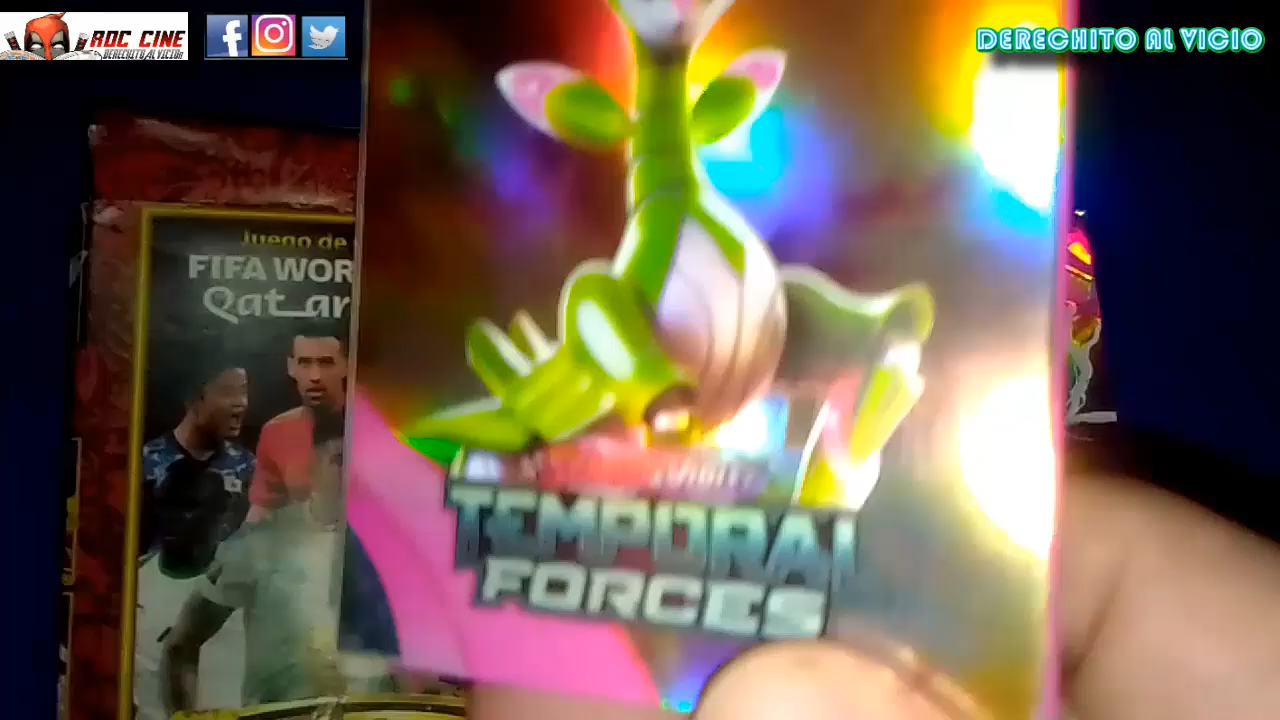 RDC CINE
DERECHITO AL VICIO
DERECHITO AL VICIO
Juego de
FIFA WOR
Qatar
TEMPORAL
FORCES